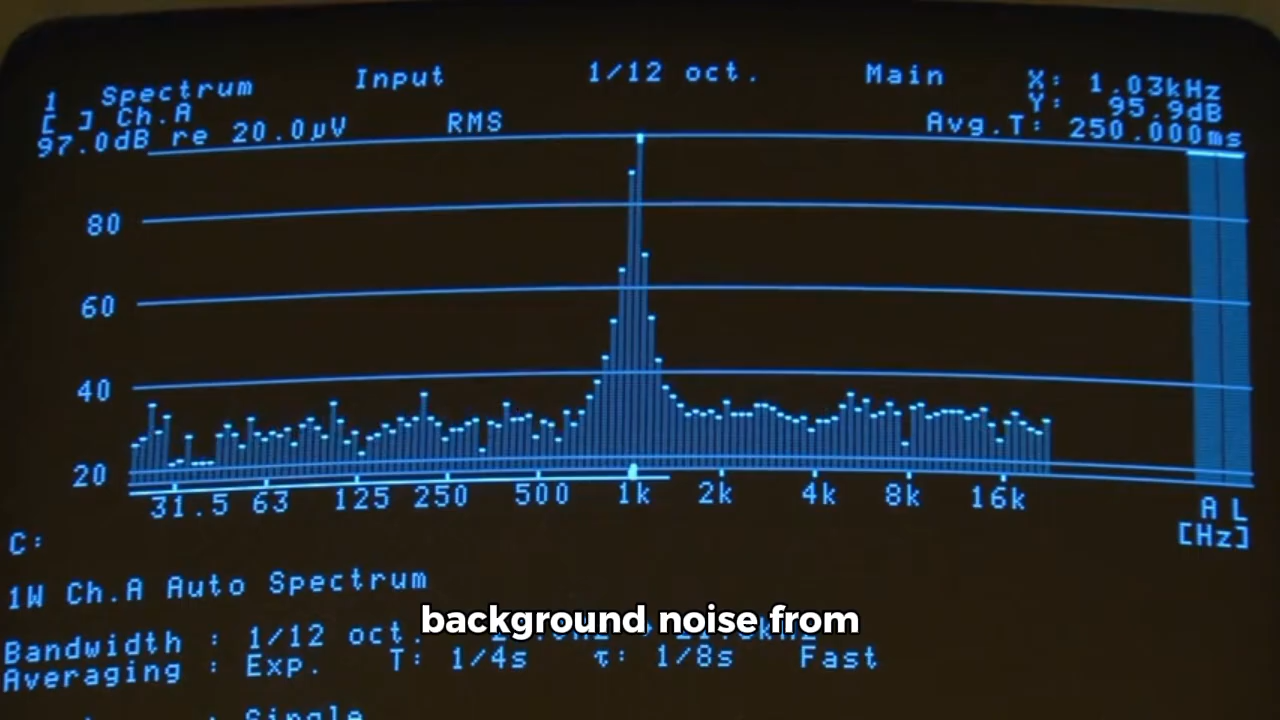 1 Spectrum Input 1/12 oct. Main X: 1.03kHz
[ ] Ch.A Y: 95.9dB
97.0dB re 20.0µV RMS Avg.T: 250.000ms
80
60
40
20
31.5 63 125 250 500 1k 2k 4k 8k 16k A L
[Hz]
C:
1W Ch.A Auto Spectrum
background noise from
Bandwidth : 1/12 oct.
Averaging : Exp. T: 1/4s τ: 1/8s Fast
: Single